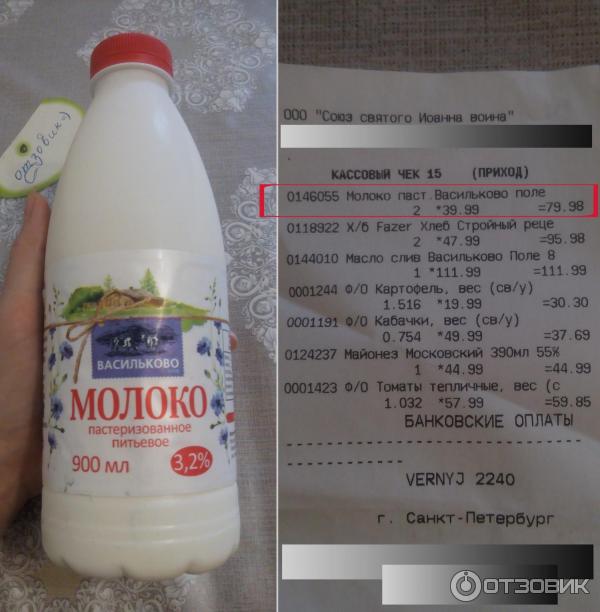 отзовик:)
ВАСИЛЬКОВО
МОЛОКО
пастеризованное
питьевое
900 мл
3,2%
ООО "Союз святого Иоанна воина"
КАССОВЫЙ ЧЕК 15 (ПРИХОД)
0146055 Молоко паст.Васильково поле
2 *39.99 =79.98
0118922 Х/б Fazer Хлеб Стройный реце
2 *47.99 =95.98
0144010 Масло слив Васильково Поле 8
1 *111.99 =111.99
0001244 Ф/О Картофель, вес (св/у)
1.516 *19.99 =30.30
0001191 Ф/О Кабачки, вес (св/у)
0.754 *49.99 =37.69
0124237 Майонез Московский 390мл 55%
1 *44.99 =44.99
0001423 Ф/О Томаты тепличные, вес (с
1.032 *57.99 =59.85
БАНКОВСКИЕ ОПЛАТЫ
VERNYJ 2240
г. Санкт-Петербург
ОТЗОВИК